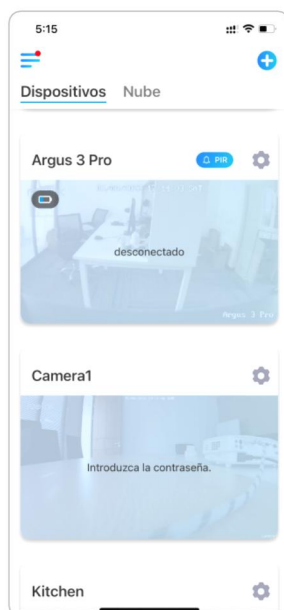 5:15
Dispositivos Nube
Argus 3 Pro PIR
desconectado
Argus 3 Pro
Camera1
Introduzca la contraseña.
Kitchen